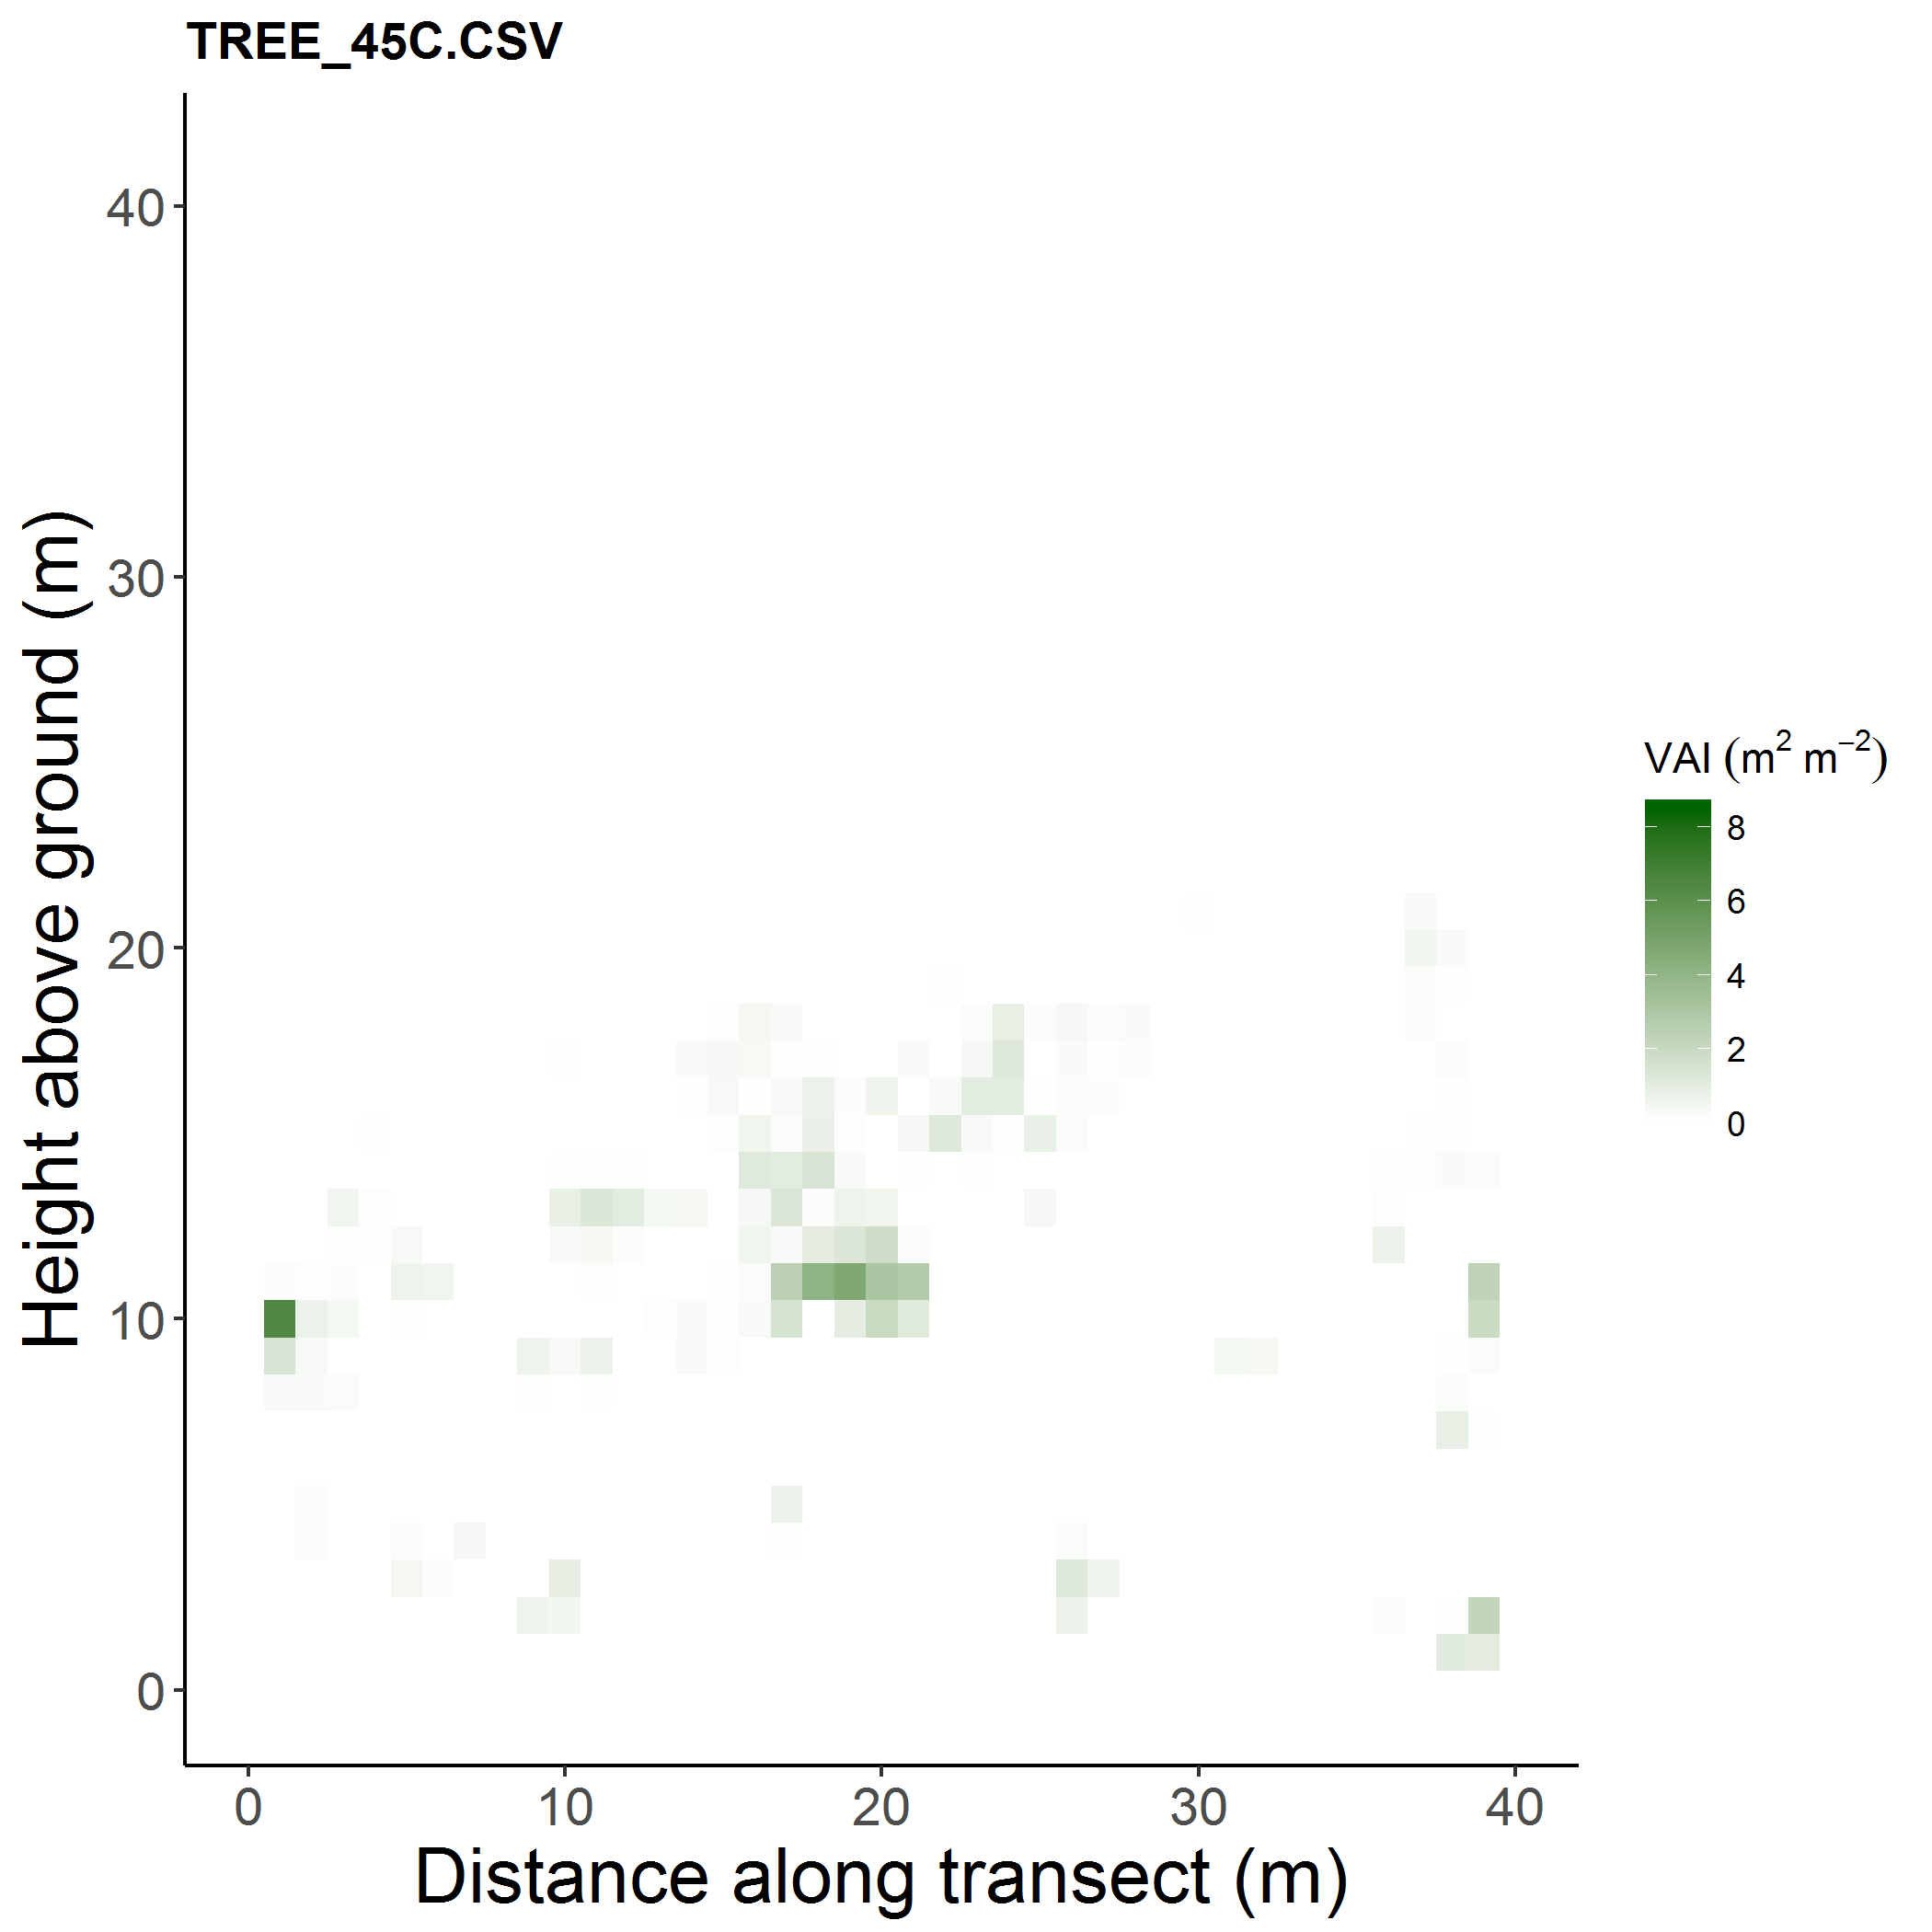 TREE_45C.CSV
Height above ground (m)
40
30
20
10
0
0 10 20 30 40
Distance along transect (m)
VAI (m² m⁻²)
8
6
4
2
0